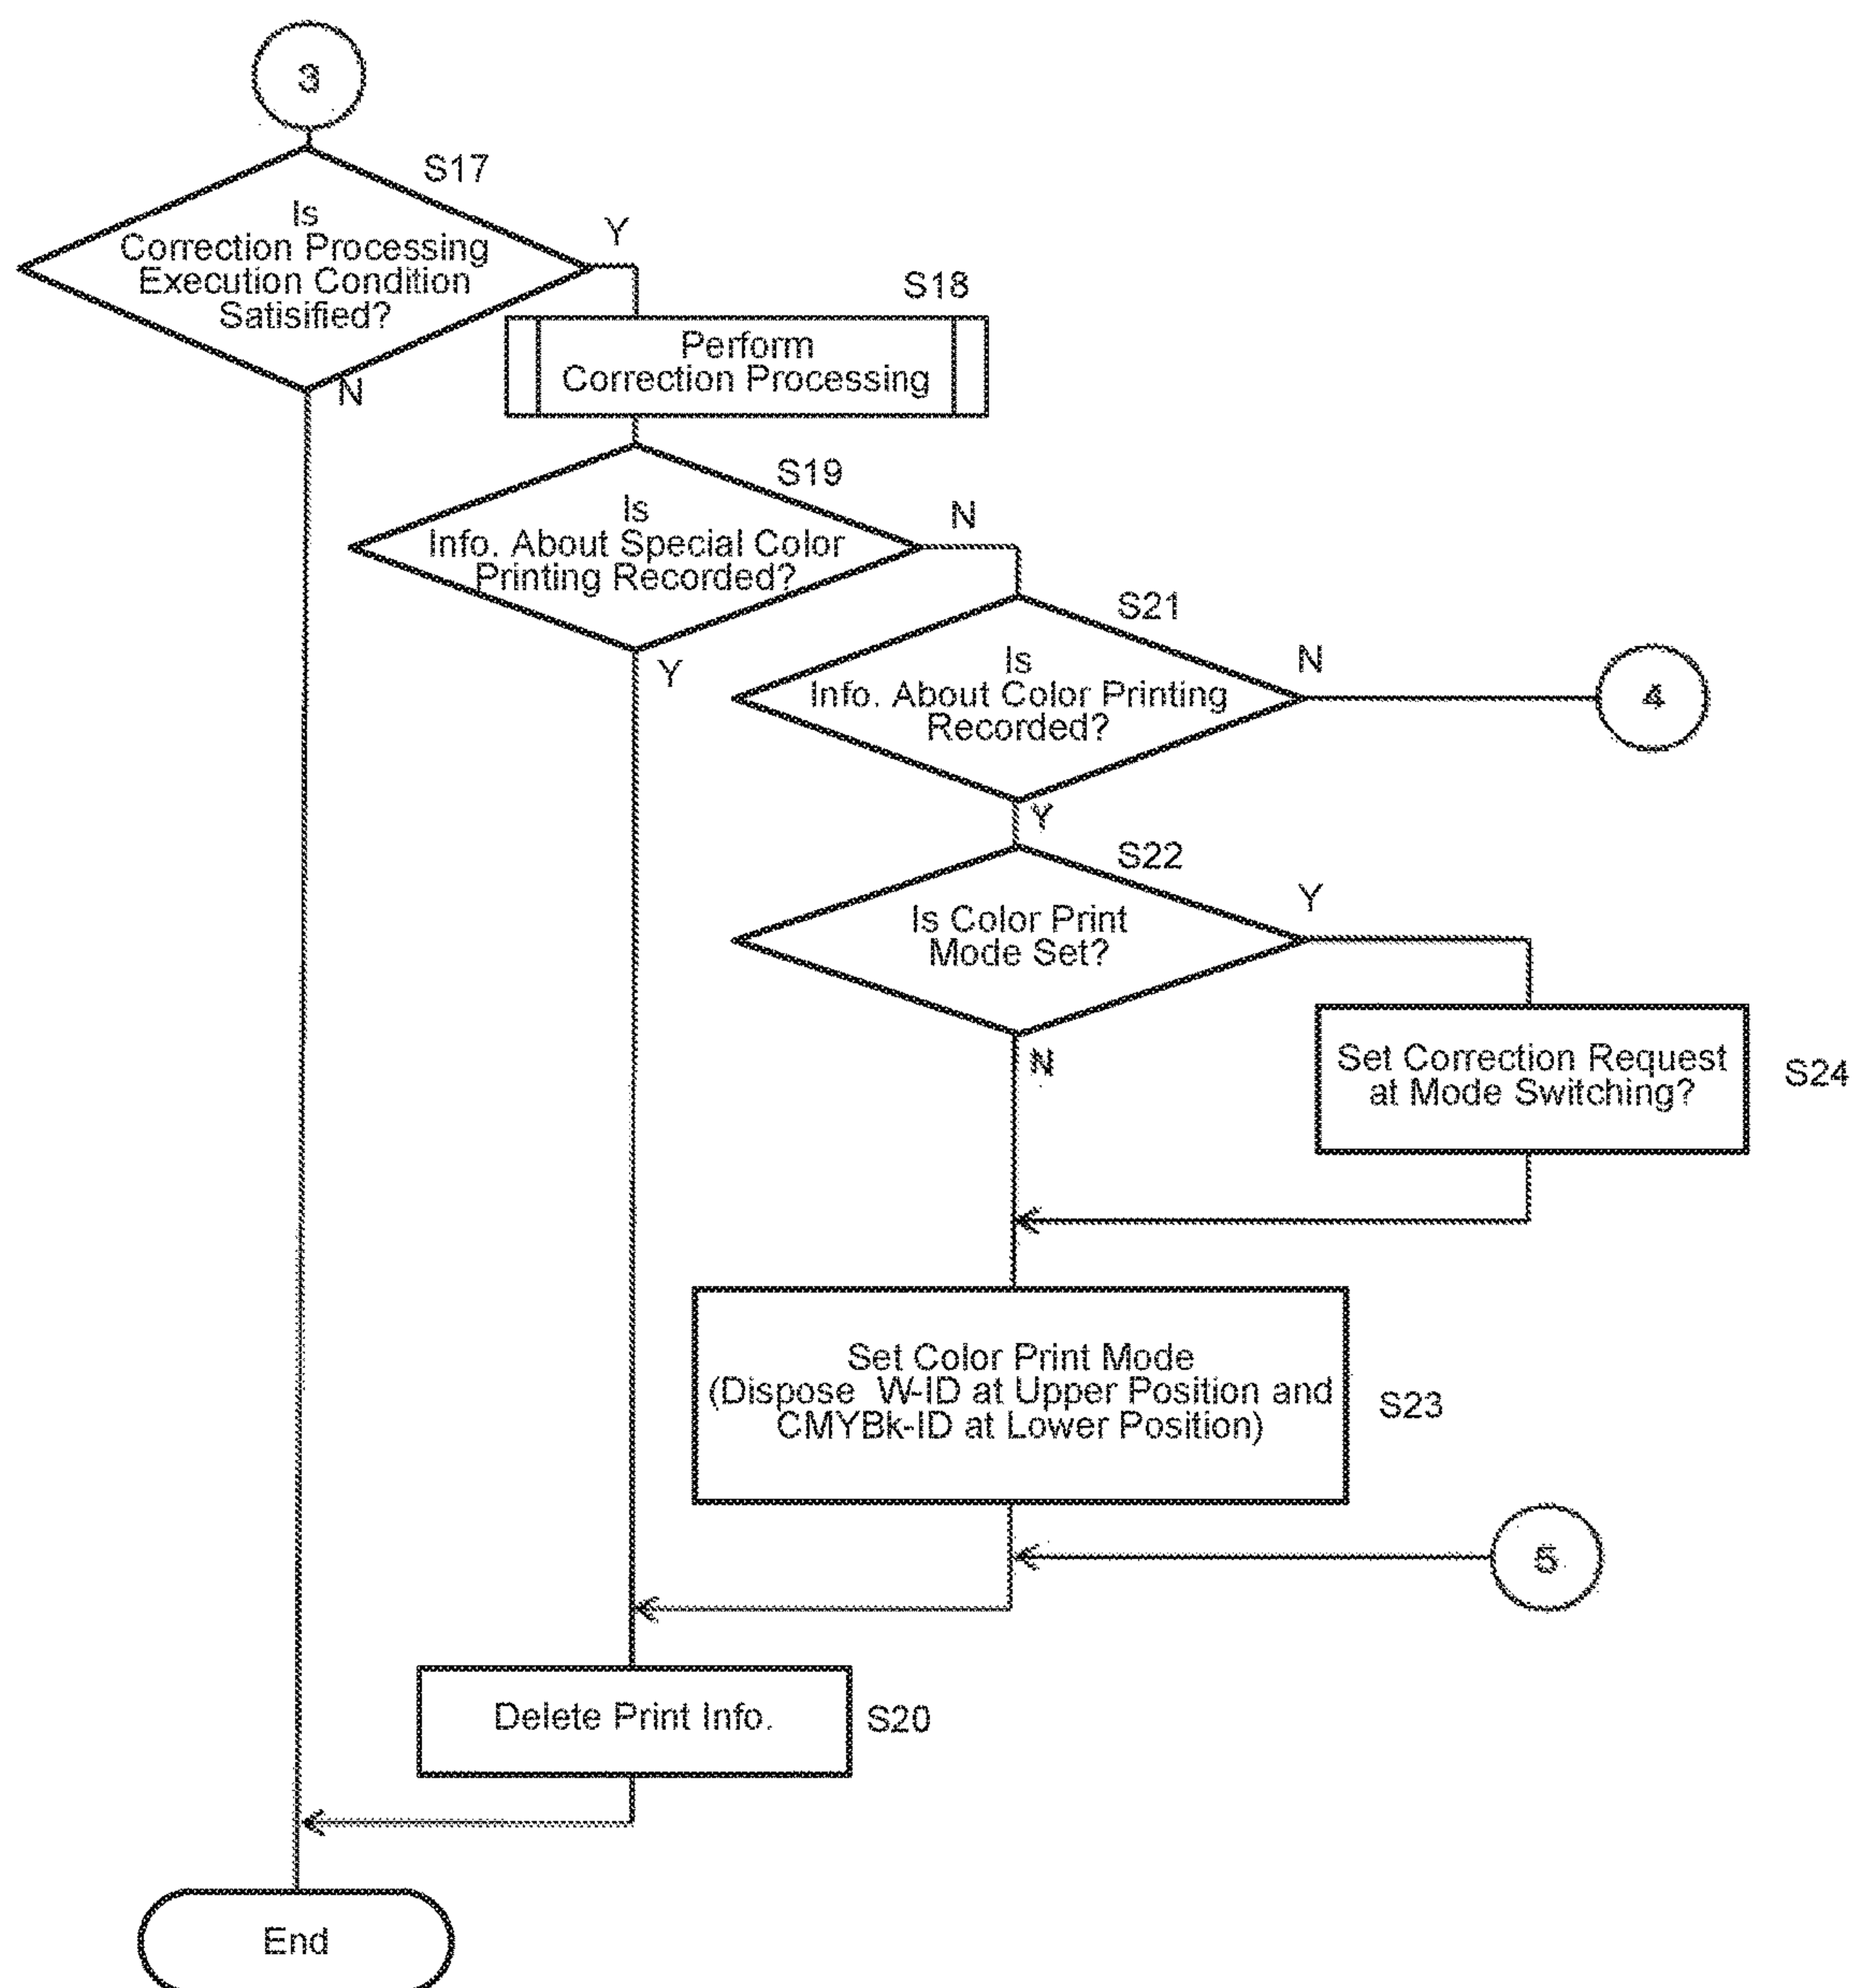 3
S17
Is
Correction Processing
Execution Condition
Satisified?
Y
N
S18
Perform
Correction Processing
S19
Is
Info. About Special Color
Printing Recorded?
N
Y
S21
Is
Info. About Color Printing
Recorded?
N
4
Y
S22
Is Color Print
Mode Set?
Y
N
Set Correction Request
at Mode Switching?
S24
Set Color Print Mode
(Dispose W-ID at Upper Position and
CMYBk-ID at Lower Position)
S23
5
Delete Print Info.
S20
End